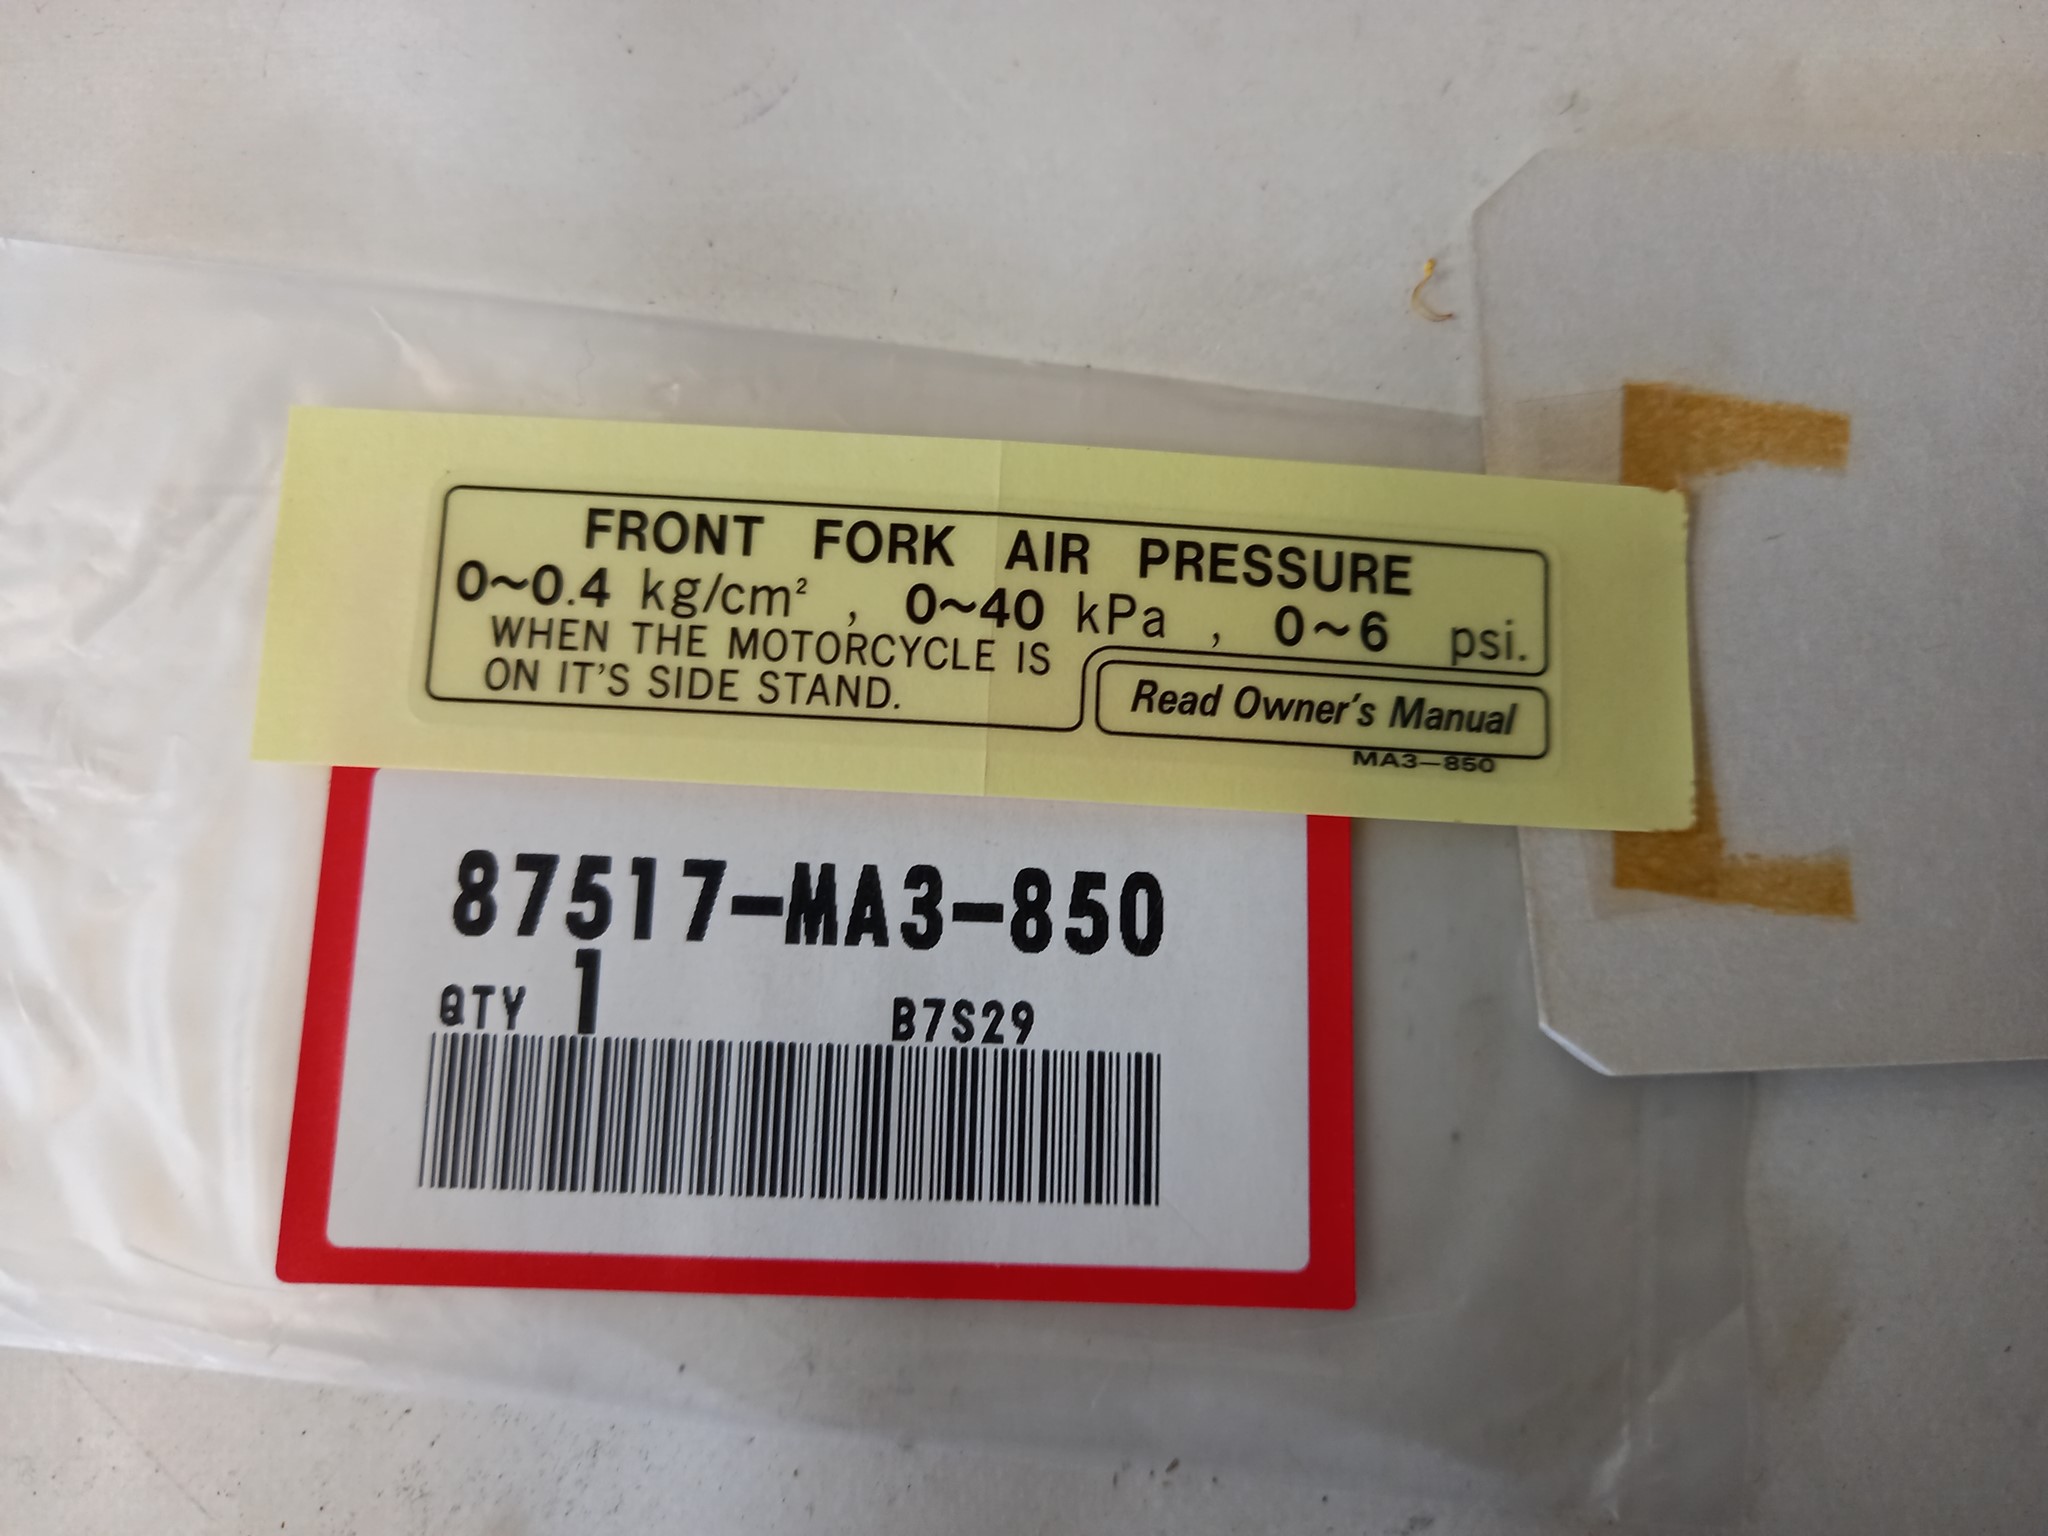 FRONT FORK AIR PRESSURE
0~0.4 kg/cm² , 0~40 kPa , 0~6 psi.
WHEN THE MOTORCYCLE IS
ON IT'S SIDE STAND.
Read Owner's Manual
MA3-850
87517-MA3-850
QTY 1 B7S29